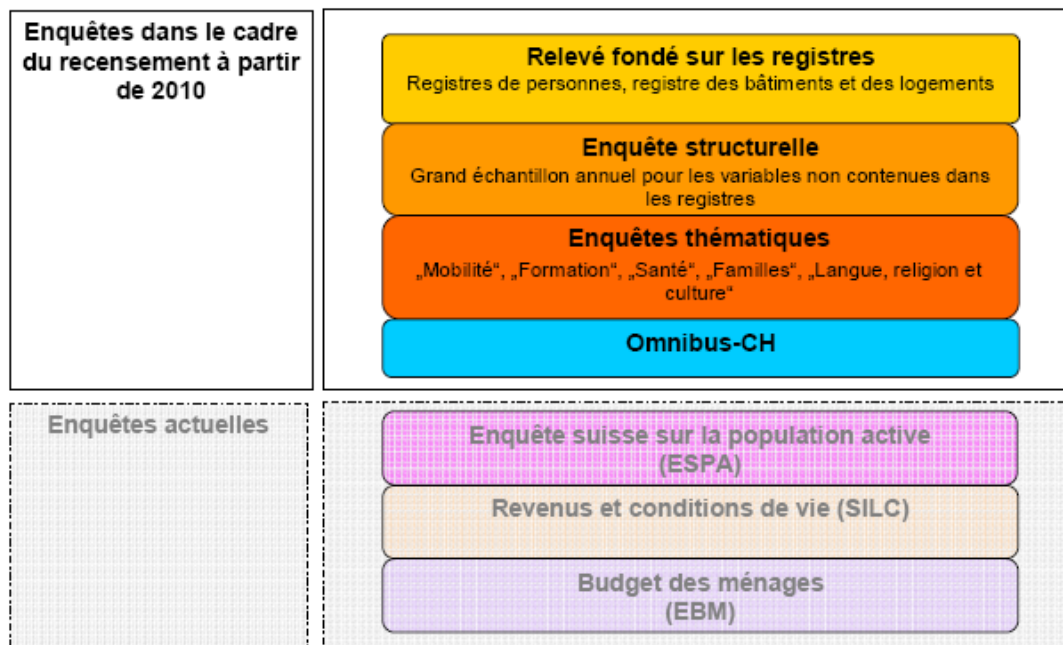 Enquêtes dans le cadre
du recensement à partir
de 2010
Relevé fondé sur les registres
Registres de personnes, registre des bâtiments et des logements
Enquête structurelle
Grand échantillon annuel pour les variables non contenues dans
les registres
Enquêtes thématiques
„Mobilité“, „Formation“, „Santé“, „Familles“, „Langue, religion et
culture“
Omnibus-CH
Enquêtes actuelles
Enquête suisse sur la population active
(ESPA)
Revenus et conditions de vie (SILC)
Budget des ménages
(EBM)